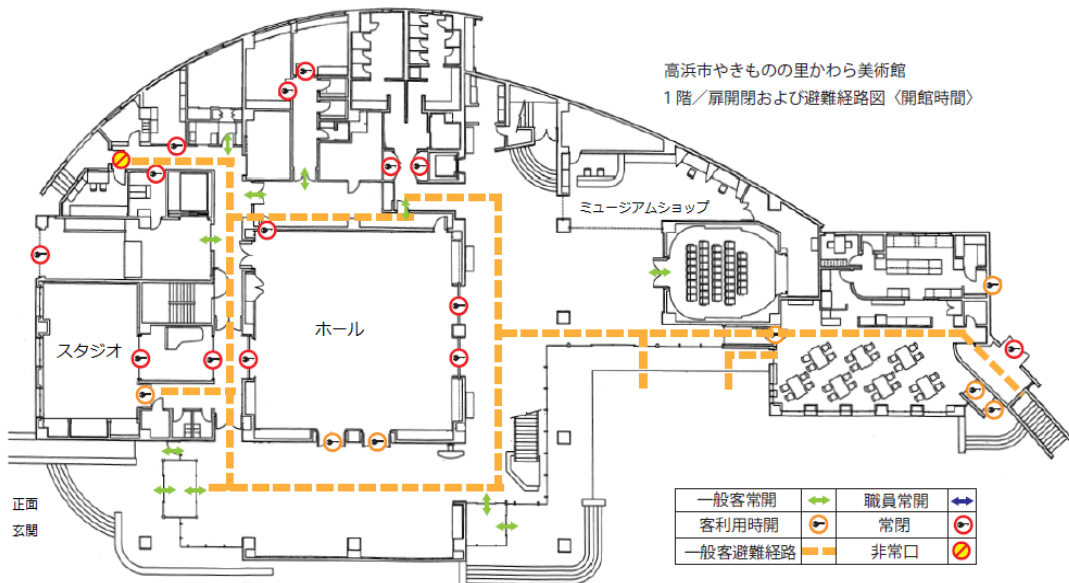 高浜市やきものの里かわら美術館
1階／扉開閉および避難経路図〈開館時間〉
ミュージアムショップ
ホール
スタジオ
正面
玄関
一般客常開
職員常開
客利用時開
常閉
一般客避難経路
非常口